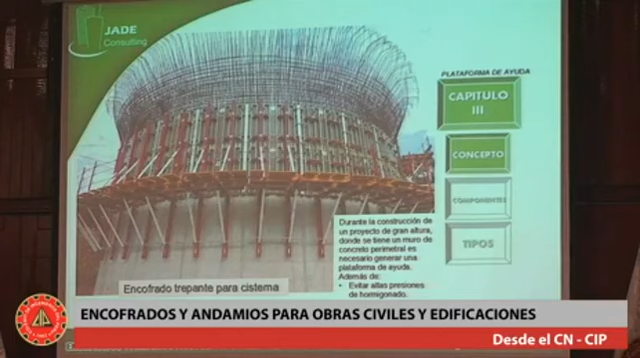 JADE
Consulting
PLATAFORMA DE AYUDA
CAPITULO
III
CONCEPTO
COMPONENTES
TIPOS
Durante la construcción de
un proyecto de gran altura,
donde se tiene un muro de
concreto perimetral es
necesario generar una
plataforma de ayuda.
Además de:
• Evitar altas presiones
de hormigonado.
Encofrado trepante para cisterna
ENCOFRADOS Y ANDAMIOS PARA OBRAS CIVILES Y EDIFICACIONES
Desde el CN - CIP